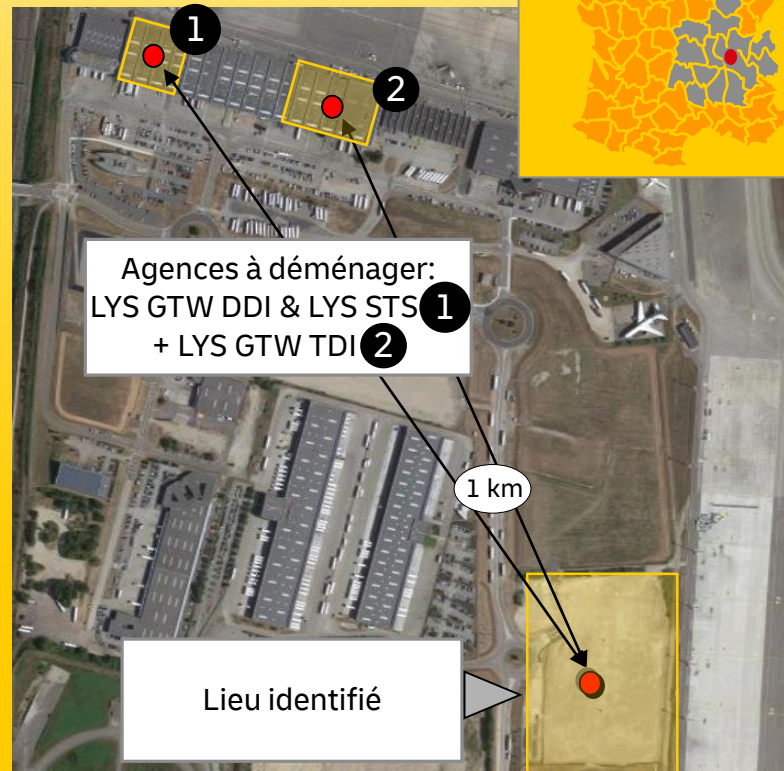 1
2
Agences à déménager:
LYS GTW DDI & LYS STS 1
+ LYS GTW TDI 2
1 km
Lieu identifié